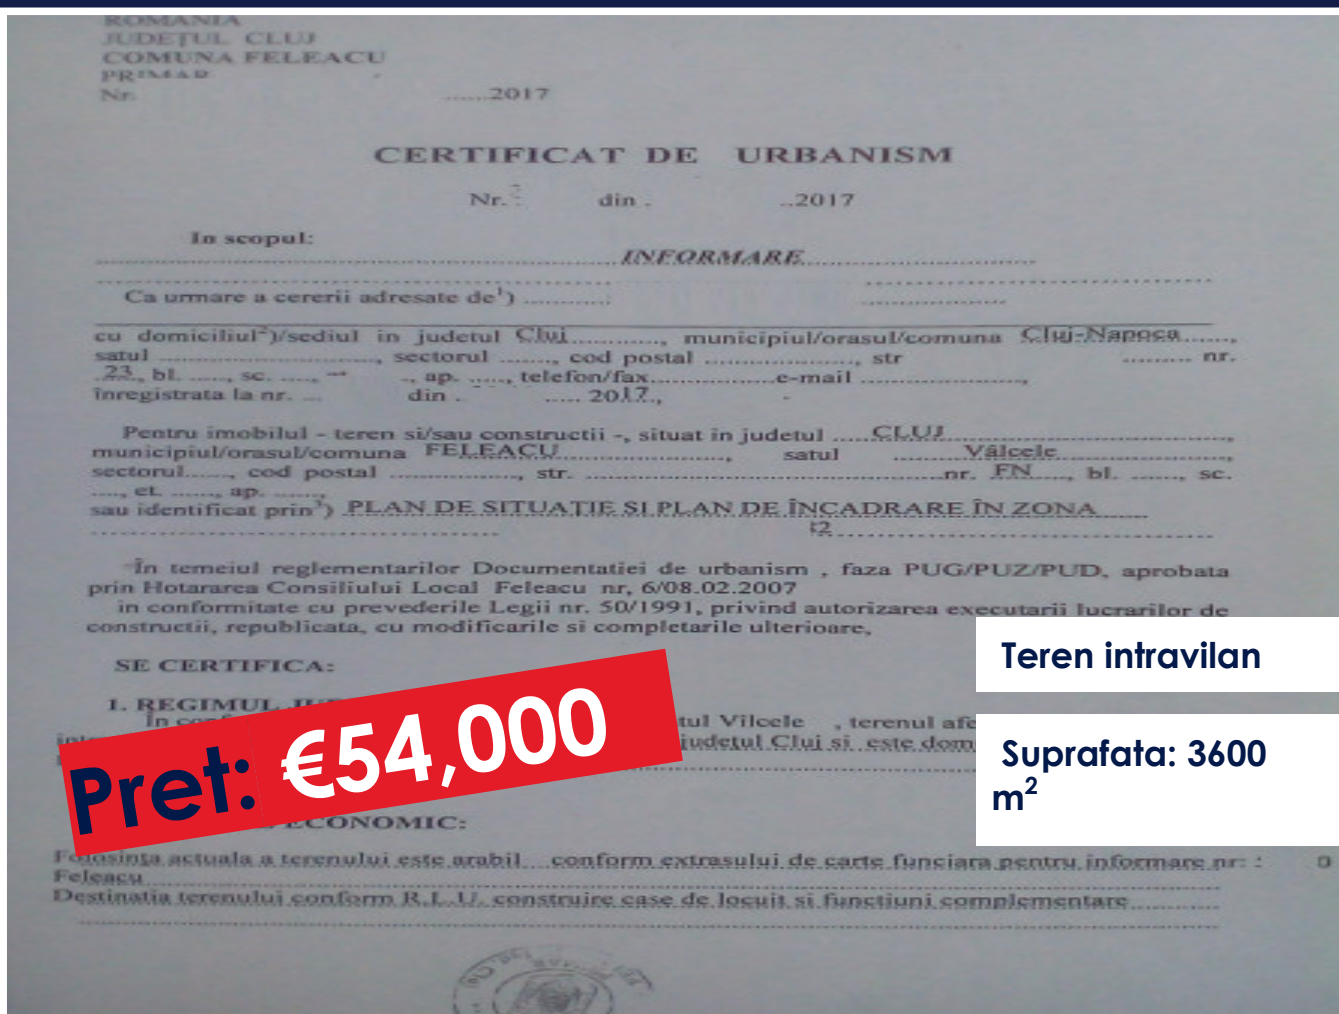 ROMANIA
JUDEŢUL CLUJ
COMUNA FELEACU
PRIMAR
Nr. ......2017
CERTIFICAT DE URBANISM
Nr. din . ..2017
In scopul:
INFORMARE
Ca urmare a cererii adresate de¹) ..........
cu domiciliul²)/sediul in judetul Cluj............, municipiul/orasul/comuna Cluj-Napoca......,
satul .............................., sectorul ......., cod postal ....................., str ......... nr.
23, bl. ......, sc. ....., ., ap. ....., telefon/fax................e-mail .....................,
înregistrata la nr. ... din . ..... 2017.,
Pentru imobilul - teren si/sau constructii -, situat in judetul .....CLUJ
municipiul/orasul/comuna FELEACU......................, satul ........Vâlcele
sectorul......, cod postal ................., str. ......................................nr. FN....., bl. ......., sc.
...., et. ......., ap. .......,
sau identificat prin³) PLAN DE SITUAŢIE SI PLAN DE ÎNCADRARE ÎN ZONA
În temeiul reglementarilor Documentatiei de urbanism , faza PUG/PUZ/PUD, aprobata
prin Hotararea Consiliului Local Feleacu nr, 6/08.02.2007
in conformitate cu prevederile Legii nr. 50/1991, privind autorizarea executarii lucrarilor de
constructii, republicata, cu modificarile si completarile ulterioare,
Teren intravilan
SE CERTIFICA:
1. REGIMUL
În tul Vîlcele , terenul
judetul Cluj si este
Suprafata: 3600
m²
Pret: €54,000
ECONOMIC:
Folosinţa actuala a terenului este arabil conform extrasului de carte funciara pentru informare nr:
Feleacu
Destinatia terenului conform R.L.U. construire case de locuit si functiuni complementare